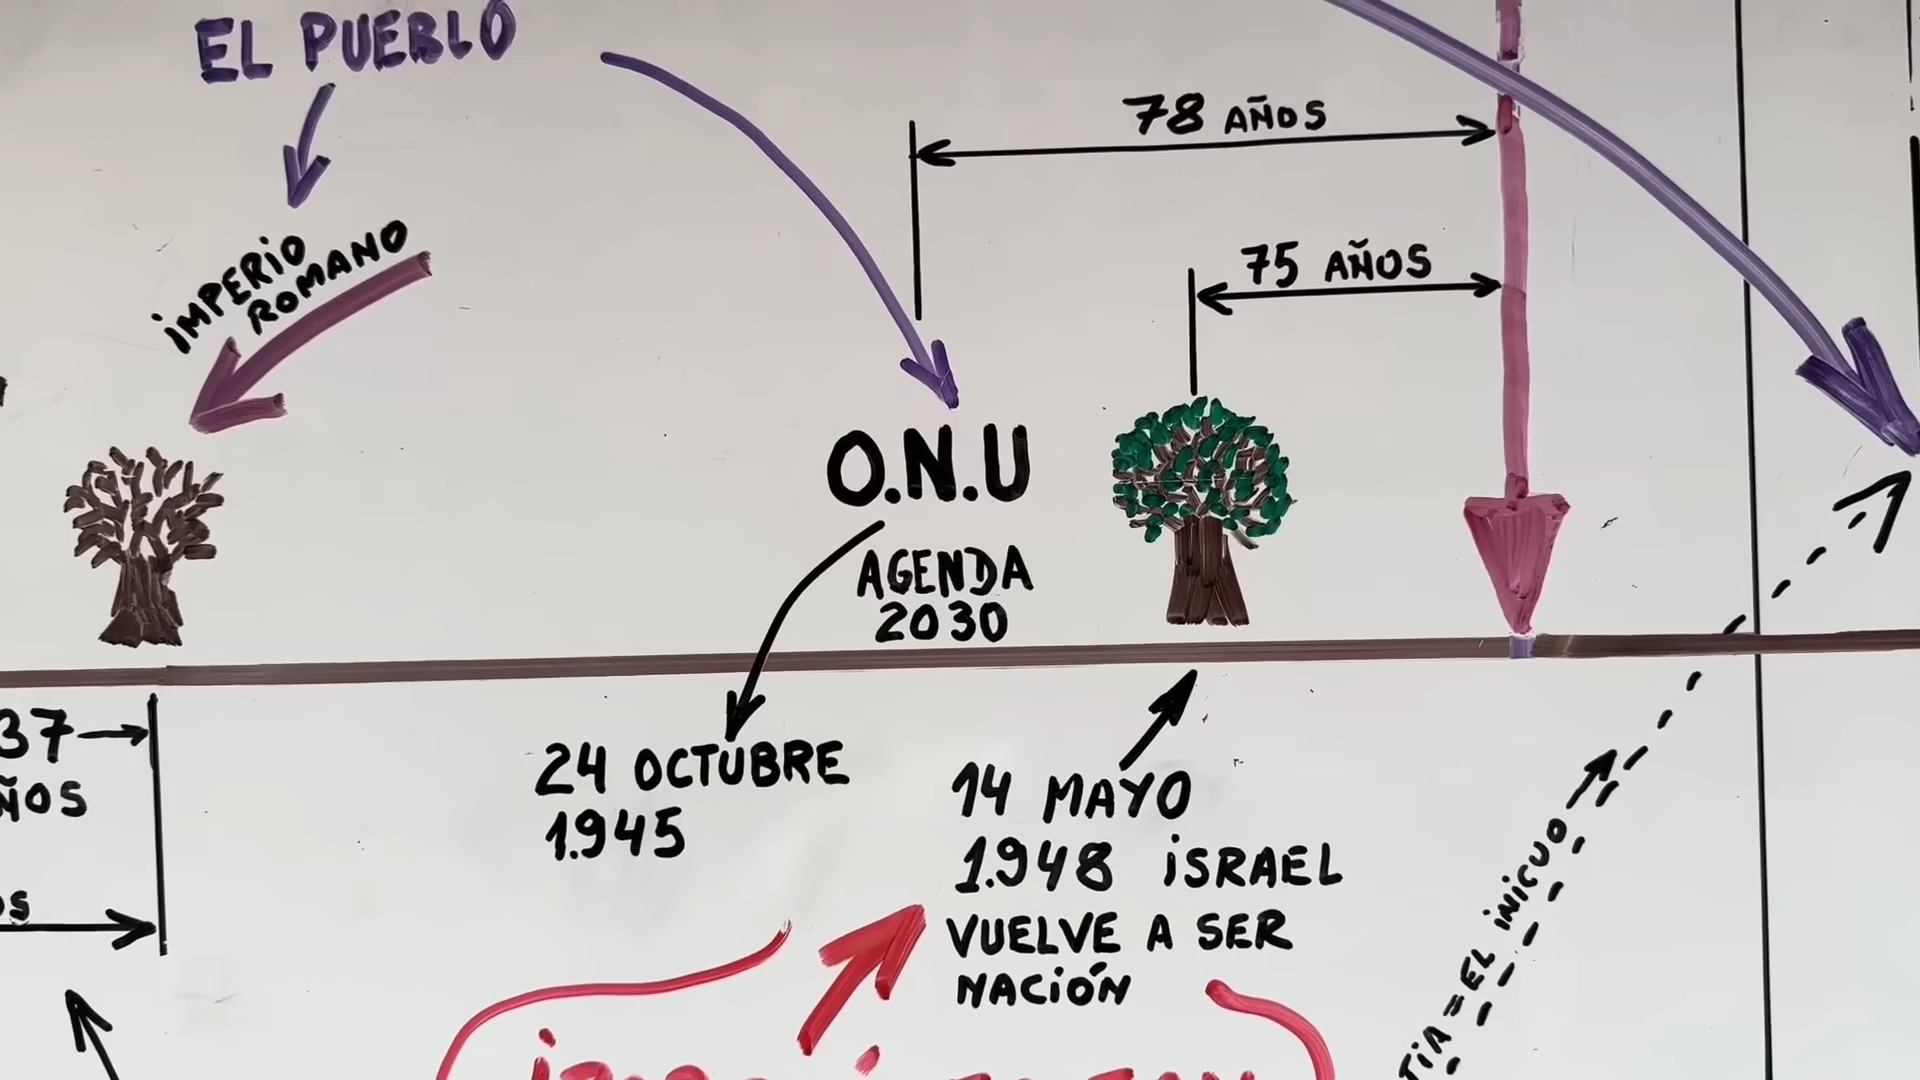 EL PUEBLO
78 AÑOS
IMPERIO
ROMANO
75 AÑOS
O.N.U
AGENDA
2030
37
ÑOS
24 OCTUBRE
1.945
14 MAYO
1.948 ISRAEL
VUELVE A SER
NACIÓN
OS
TIA = EL INICUO